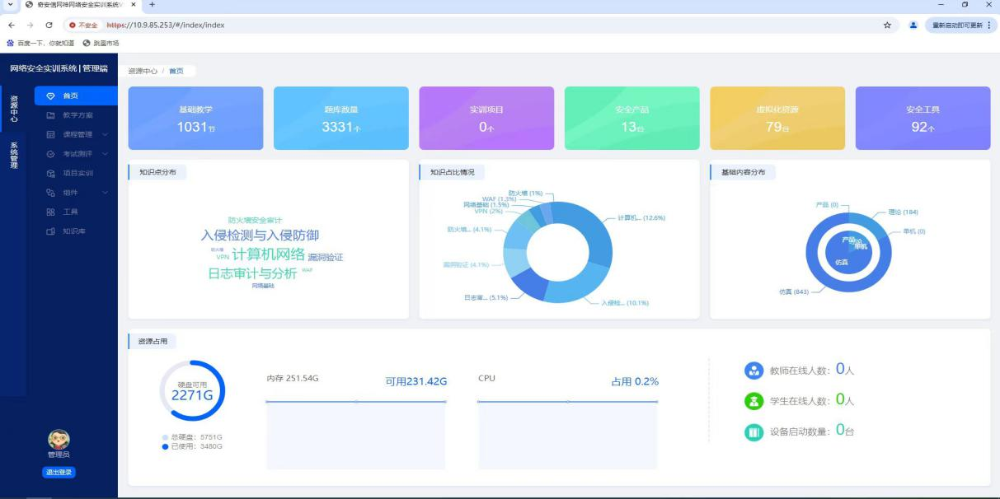 奇安信网神网络安全实训系统V
不安全 https://10.9.85.253/#/index/index
重新启动即可更新
百度一下，你就知道 跳蚤市场
网络安全实训系统 | 管理端
资源中心
系统管理
首页
教学方案
课程管理
考试测评
项目实训
组件
工具
知识库
管理员
退出登录
资源中心 / 首页
基础教学
1031节
题库数量
3331个
实训项目
0个
安全产品
13台
虚拟化资源
79台
安全工具
92个
知识点分布
防火墙安全审计
入侵检测与入侵防御
防火墙
VPN 计算机网络 漏洞验证
日志审计与分析 WAF
网络基础
知识占比情况
防火墙 (1%)
WAF (1.3%)
网络基础 (1.5%)
VPN (2%)
防火墙... (4.1%)
漏洞验证 (4.1%)
日志审... (5.1%)
计算机... (12.6%)
入侵检... (10.1%)
基础内容分布
产品 (0)
理论 (184)
单机 (0)
产品
理论
单机
仿真
仿真 (843)
资源占用
硬盘可用
2271G
总硬盘: 5751G
已使用: 3480G
内存 251.54G 可用231.42G
CPU 占用 0.2%
教师在线人数: 0人
学生在线人数: 0人
设备启动数量: 0台